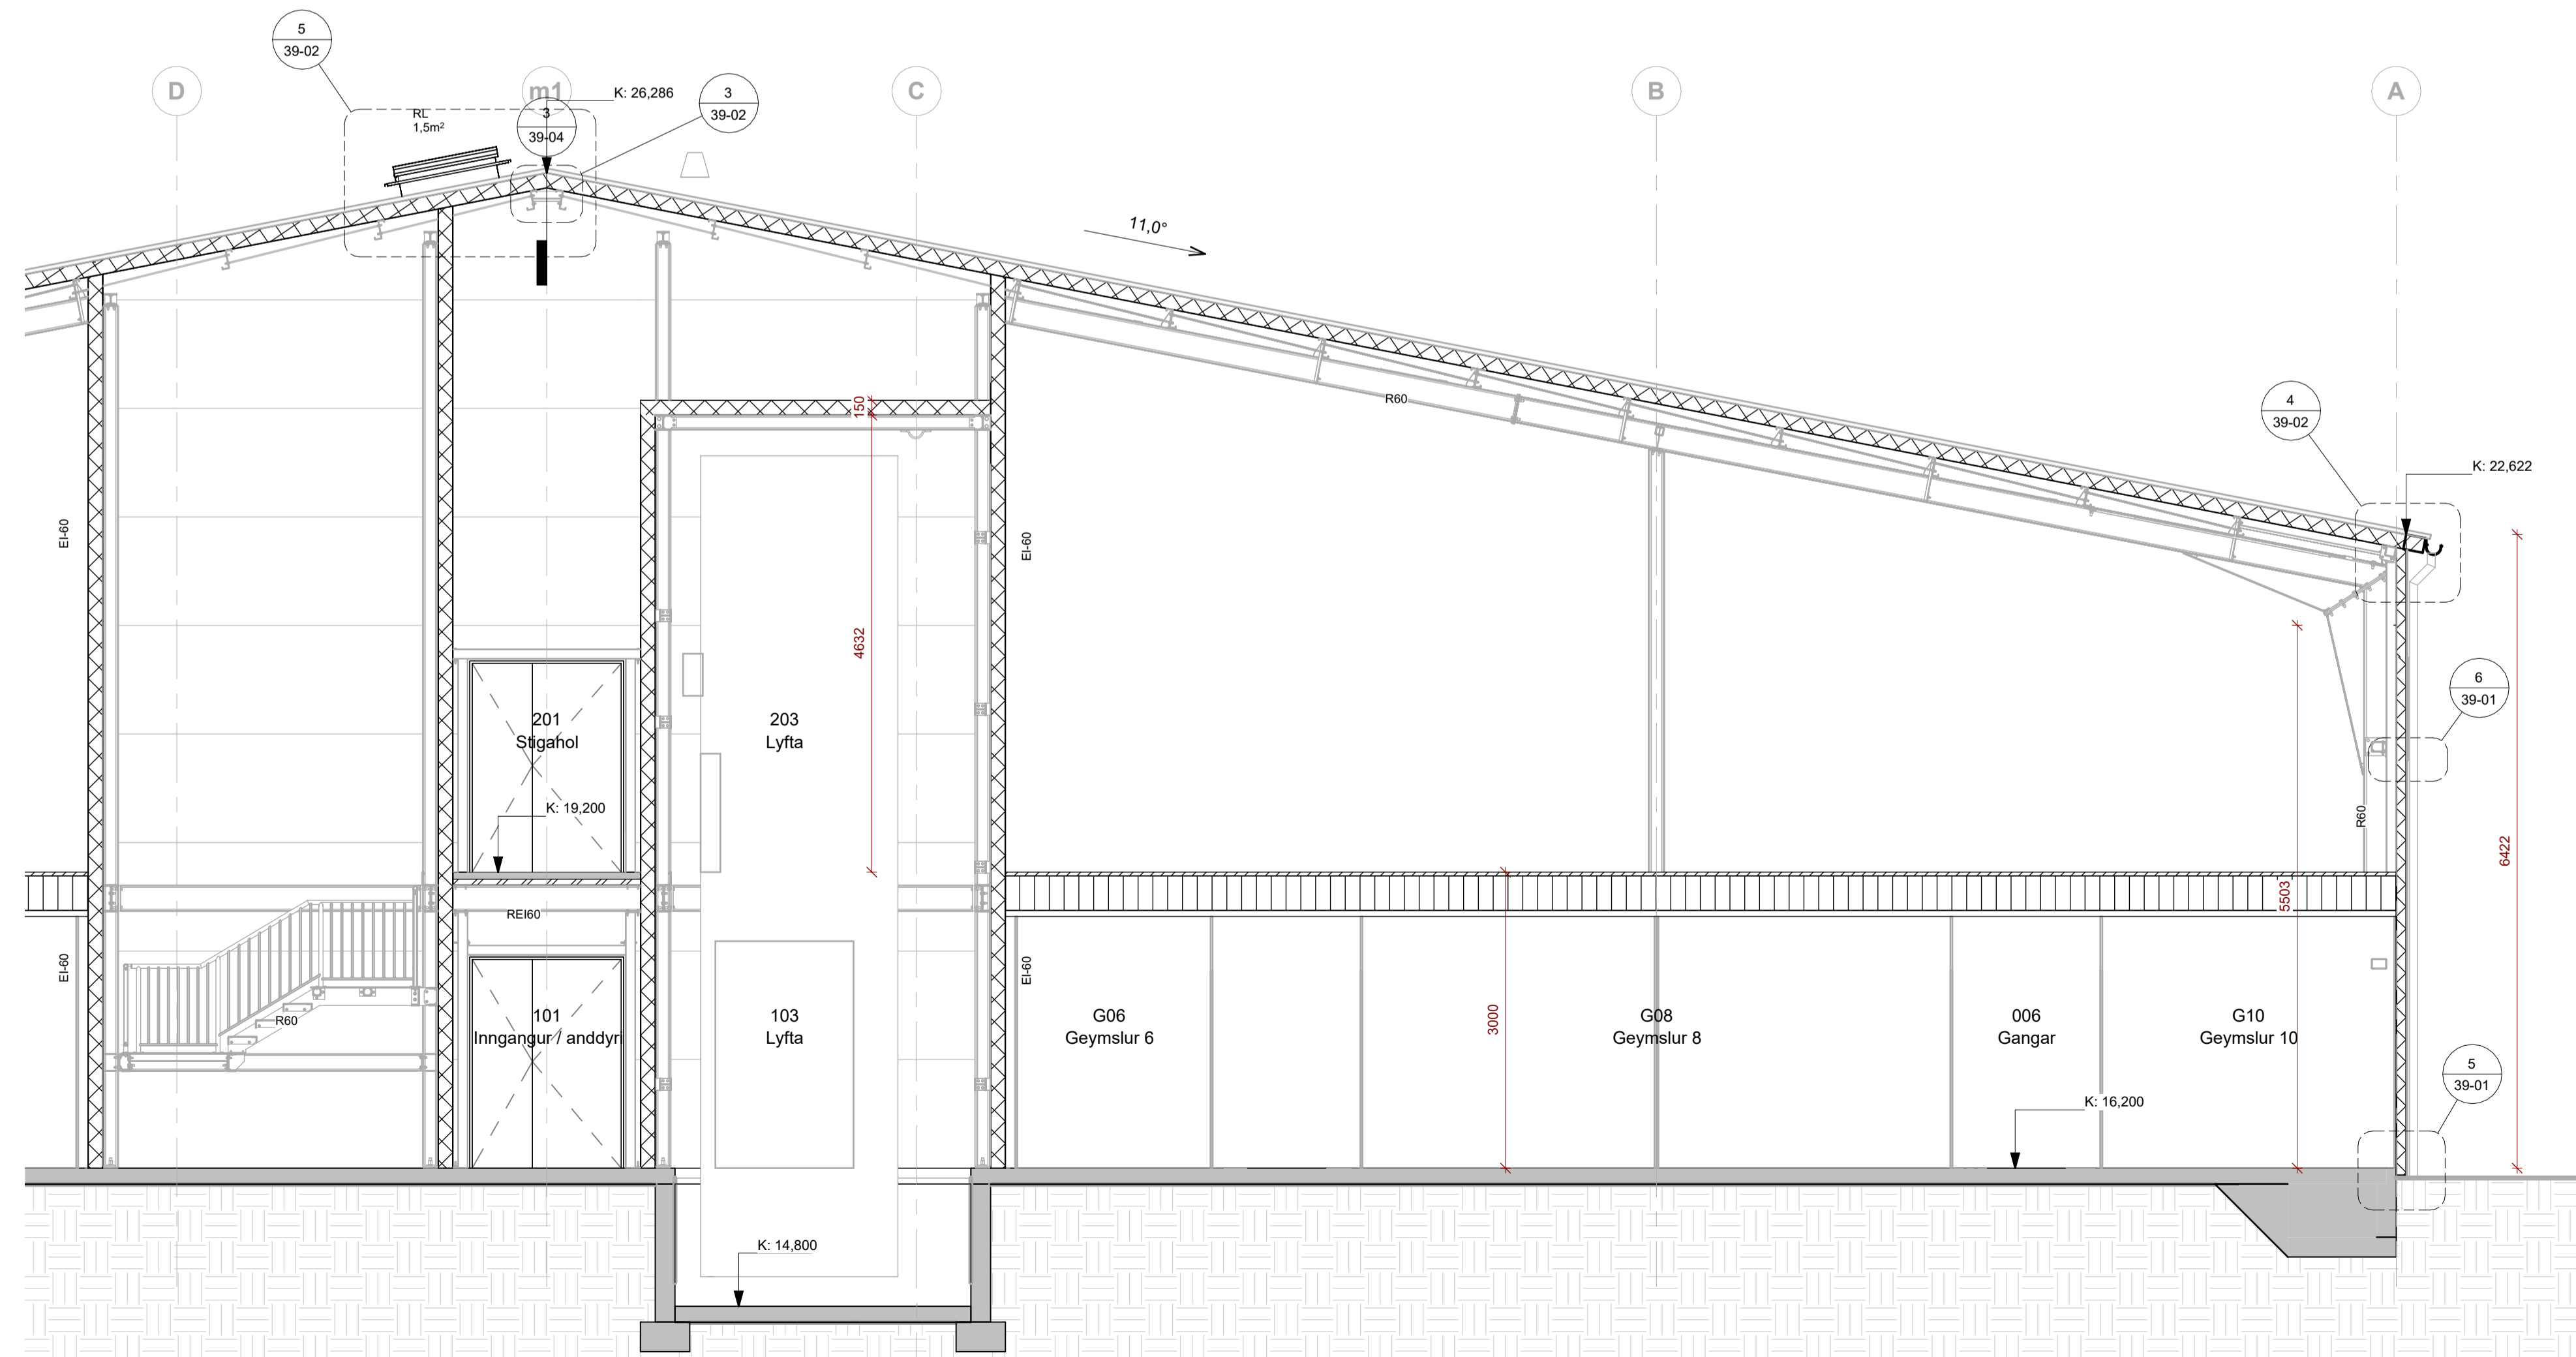 5
39-02
D
m1
K: 26,286
3
39-02
C
B
A
RL
1,5m²
3
39-04
11,0°
R60
150
4
39-02
K: 22,622
EI-60
EI-60
4632
6
39-01
201
Stigahol
203
Lyfta
K: 19,200
R60
6422
5503
REI60
EI-60
EI-60
R60
101
Inngangur / anddyri
103
Lyfta
G06
Geymslur 6
3000
G08
Geymslur 8
006
Gangar
G10
Geymslur 10
5
39-01
K: 16,200
K: 14,800